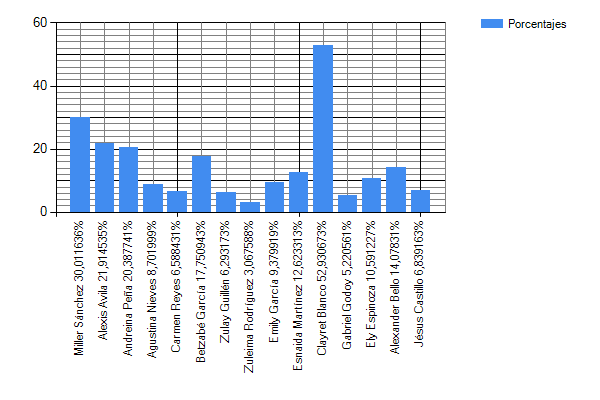 60
40
20
0
Porcentajes
Miller Sánchez 30,011636%
Alexis Avila 21,914535%
Andreina Peña 20,387741%
Agustina Nieves 8,701999%
Carmen Reyes 6,588431%
Betzabé García 17,750943%
Zulay Guillén 6,293173%
Zuleima Rodríguez 3,067588%
Emily García 9,379919%
Esnaida Martínez 12,623313%
Clayret Blanco 52,930673%
Gabriel Godoy 5,220561%
Ely Espinoza 10,591227%
Alexander Bello 14,07831%
Jésus Castillo 6,839163%